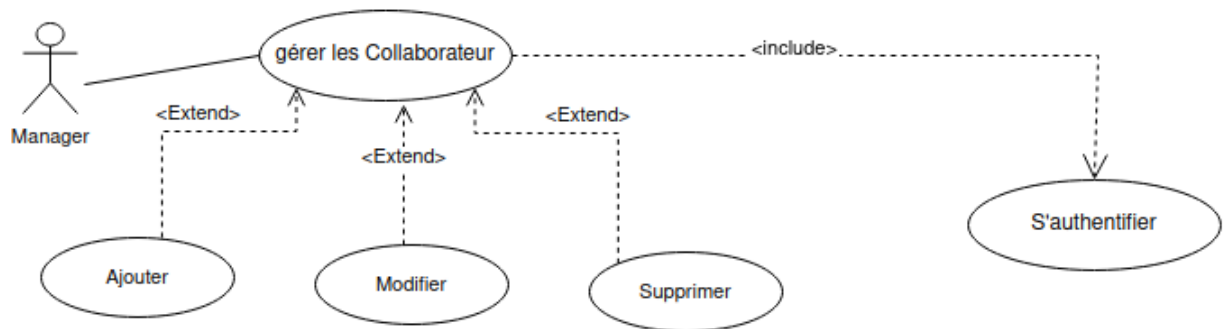 gérer les Collaborateur
<include>
Manager
<Extend>
<Extend>
<Extend>
S'authentifier
Ajouter
Modifier
Supprimer